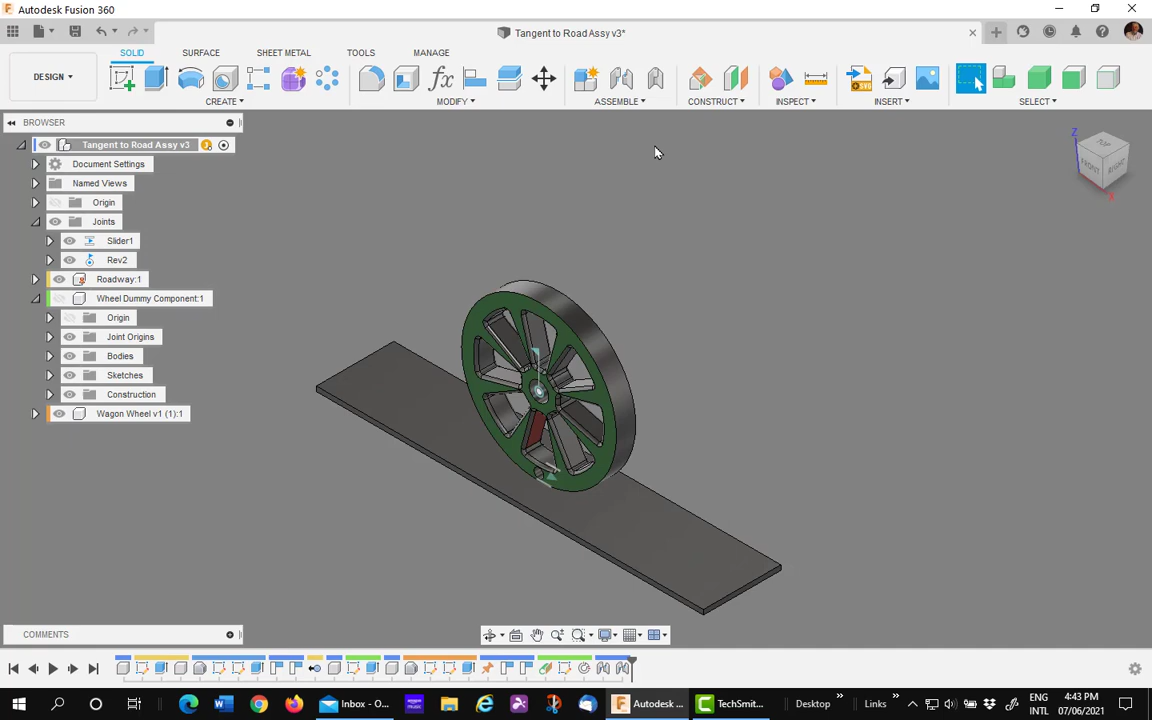 Autodesk Fusion 360
Tangent to Road Assy v3*
SOLID SURFACE SHEET METAL TOOLS MANAGE
DESIGN
CREATE MODIFY ASSEMBLE CONSTRUCT INSPECT INSERT SELECT
BROWSER
Tangent to Road Assy v3
Document Settings
Named Views
Origin
Joints
Slider1
Rev2
Roadway:1
Wheel Dummy Component:1
Origin
Joint Origins
Bodies
Sketches
Construction
Wagon Wheel v1 (1):1
Z
TOP
FRONT
RIGHT
X
COMMENTS
Inbox - O...
Autodesk ...
TechSmit...
Desktop
Links
ENG
INTL
4:43 PM
07/06/2021